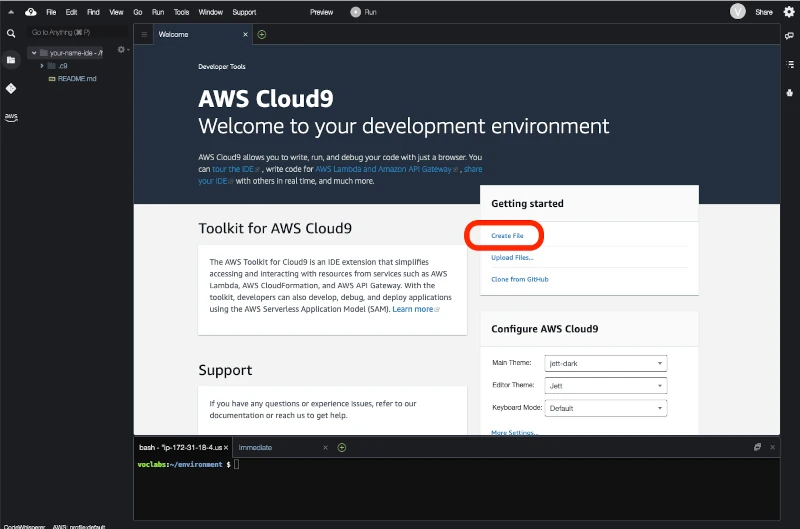 File Edit Find View Go Run Tools Window Support Preview Run V Share
Go to Anything (⌘ P)
Welcome
your-name-ide - /h
.c9
README.md
aws
Developer Tools
AWS Cloud9
Welcome to your development environment
AWS Cloud9 allows you to write, run, and debug your code with just a browser. You
can tour the IDE, write code for AWS Lambda and Amazon API Gateway, share
your IDE with others in real time, and much more.
Getting started
Create File
Upload Files...
Clone from GitHub
Toolkit for AWS Cloud9
The AWS Toolkit for Cloud9 is an IDE extension that simplifies
accessing and interacting with resources from services such as AWS
Lambda, AWS CloudFormation, and AWS API Gateway. With the
toolkit, developers can also develop, debug, and deploy applications
using the AWS Serverless Application Model (SAM). Learn more
Configure AWS Cloud9
Main Theme: jett-dark
Editor Theme: Jett
Keyboard Mode: Default
More Settings...
Support
If you have any questions or experience issues, refer to our
documentation or reach us to get help.
bash - "ip-172-31-18-4.us Immediate
voclabs:~/environment $
CodeWhisperer AWS: profile:default